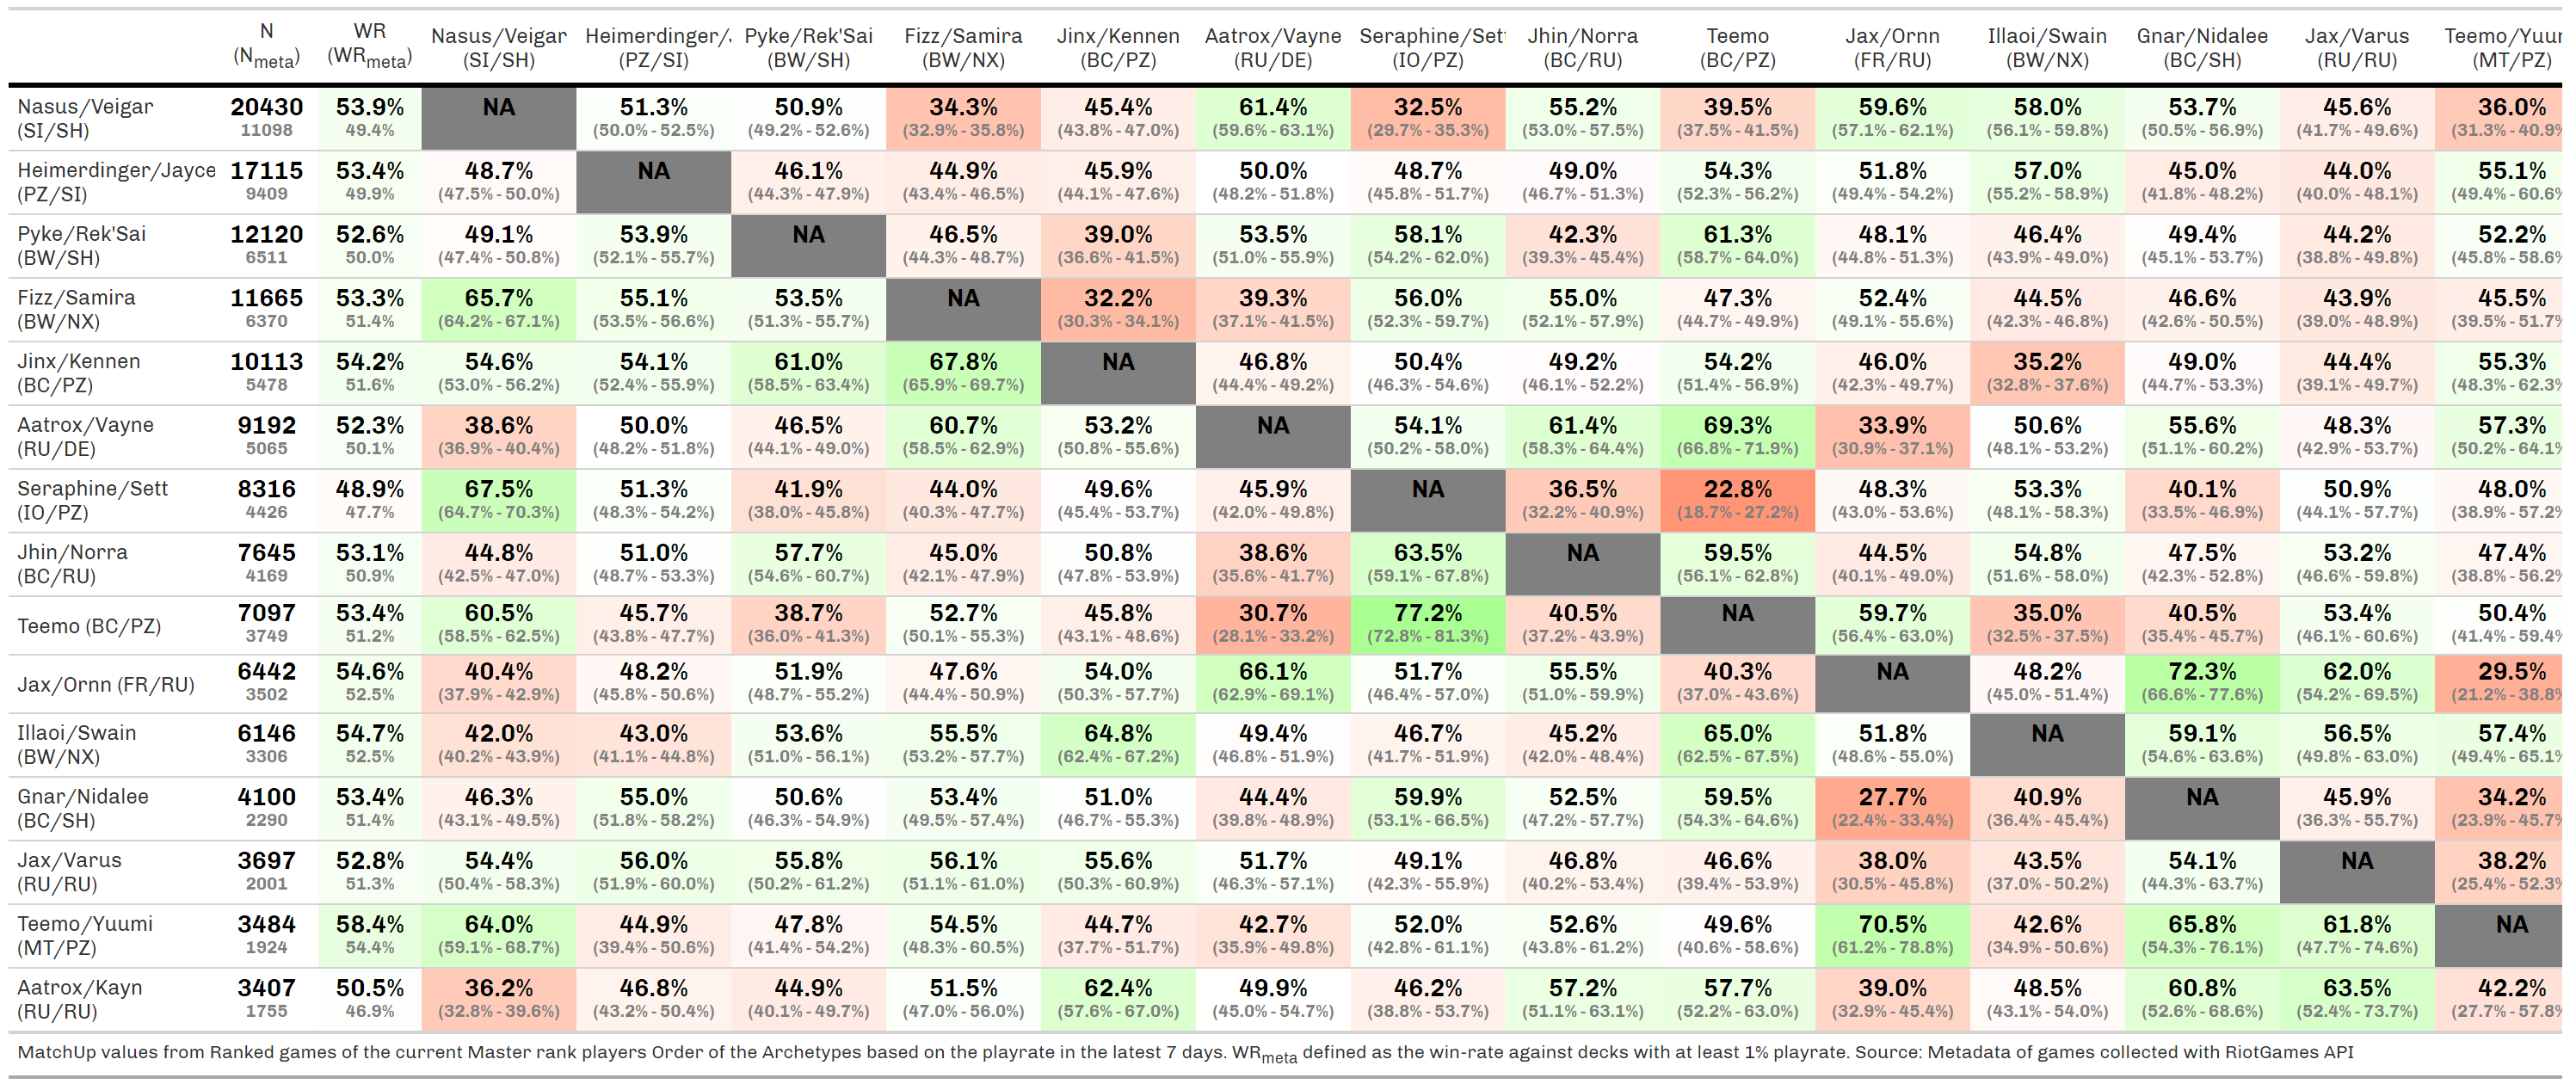 N WR Nasus/Veigar Heimerdinger/ Pyke/Rek'Sai Fizz/Samira Jinx/Kennen Aatrox/Vayne Seraphine/Set Jhin/Norra Teemo Jax/Ornn Illaoi/Swain Gnar/Nidalee Jax/Varus Teemo/Yuu
(Nmeta) (WRmeta) (SI/SH) (PZ/SI) (BW/SH) (BW/NX) (BC/PZ) (RU/DE) (IO/PZ) (BC/RU) (BC/PZ) (FR/RU) (BW/NX) (BC/SH) (RU/RU) (MT/PZ)
Nasus/Veigar 20430 53.9% NA 51.3% 50.9% 34.3% 45.4% 61.4% 32.5% 55.2% 39.5% 59.6% 58.0% 53.7% 45.6% 36.0%
(SI/SH) 11098 49.4% (50.0% - 52.5%) (49.2% - 52.6%) (32.9% - 35.8%) (43.8% - 47.0%) (59.6% - 63.1%) (29.7% - 35.3%) (53.0% - 57.5%) (37.5% - 41.5%) (57.1% - 62.1%) (56.1% - 59.8%) (50.5% - 56.9%) (41.7% - 49.6%) (31.3% - 40.9%
Heimerdinger/Jayce 17115 53.4% 48.7% NA 46.1% 44.9% 45.9% 50.0% 48.7% 49.0% 54.3% 51.8% 57.0% 45.0% 44.0% 55.1%
(PZ/SI) 9409 49.9% (47.5% - 50.0%) (44.3% - 47.9%) (43.4% - 46.5%) (44.1% - 47.6%) (48.2% - 51.8%) (45.8% - 51.7%) (46.7% - 51.3%) (52.3% - 56.2%) (49.4% - 54.2%) (55.2% - 58.9%) (41.8% - 48.2%) (40.0% - 48.1%) (49.4% - 60.6%
Pyke/Rek'Sai 12120 52.6% 49.1% 53.9% NA 46.5% 39.0% 53.5% 58.1% 42.3% 61.3% 48.1% 46.4% 49.4% 44.2% 52.2%
(BW/SH) 6511 50.0% (47.4% - 50.8%) (52.1% - 55.7%) (44.3% - 48.7%) (36.6% - 41.5%) (51.0% - 55.9%) (54.2% - 62.0%) (39.3% - 45.4%) (58.7% - 64.0%) (44.8% - 51.3%) (43.9% - 49.0%) (45.1% - 53.7%) (38.8% - 49.8%) (45.8% - 58.6%
Fizz/Samira 11665 53.3% 65.7% 55.1% 53.5% NA 32.2% 39.3% 56.0% 55.0% 47.3% 52.4% 44.5% 46.6% 43.9% 45.5%
(BW/NX) 6370 51.4% (64.2% - 67.1%) (53.5% - 56.6%) (51.3% - 55.7%) (30.3% - 34.1%) (37.1% - 41.5%) (52.3% - 59.7%) (52.1% - 57.9%) (44.7% - 49.9%) (49.1% - 55.6%) (42.3% - 46.8%) (42.6% - 50.5%) (39.0% - 48.9%) (39.5% - 51.7%
Jinx/Kennen 10113 54.2% 54.6% 54.1% 61.0% 67.8% NA 46.8% 50.4% 49.2% 54.2% 46.0% 35.2% 49.0% 44.4% 55.3%
(BC/PZ) 5478 51.6% (53.0% - 56.2%) (52.4% - 55.9%) (58.5% - 63.4%) (65.9% - 69.7%) (44.4% - 49.2%) (46.3% - 54.6%) (46.1% - 52.2%) (51.4% - 56.9%) (42.3% - 49.7%) (32.8% - 37.6%) (44.7% - 53.3%) (39.1% - 49.7%) (48.3% - 62.3%
Aatrox/Vayne 9192 52.3% 38.6% 50.0% 46.5% 60.7% 53.2% NA 54.1% 61.4% 69.3% 33.9% 50.6% 55.6% 48.3% 57.3%
(RU/DE) 5065 50.1% (36.9% - 40.4%) (48.2% - 51.8%) (44.1% - 49.0%) (58.5% - 62.9%) (50.8% - 55.6%) (50.2% - 58.0%) (58.3% - 64.4%) (66.8% - 71.9%) (30.9% - 37.1%) (48.1% - 53.2%) (51.1% - 60.2%) (42.9% - 53.7%) (50.2% - 64.1%
Seraphine/Sett 8316 48.9% 67.5% 51.3% 41.9% 44.0% 49.6% 45.9% NA 36.5% 22.8% 48.3% 53.3% 40.1% 50.9% 48.0%
(IO/PZ) 4426 47.7% (64.7% - 70.3%) (48.3% - 54.2%) (38.0% - 45.8%) (40.3% - 47.7%) (45.4% - 53.7%) (42.0% - 49.8%) (32.2% - 40.9%) (18.7% - 27.2%) (43.0% - 53.6%) (48.1% - 58.3%) (33.5% - 46.9%) (44.1% - 57.7%) (38.9% - 57.2%
Jhin/Norra 7645 53.1% 44.8% 51.0% 57.7% 45.0% 50.8% 38.6% 63.5% NA 59.5% 44.5% 54.8% 47.5% 53.2% 47.4%
(BC/RU) 4169 50.9% (42.5% - 47.0%) (48.7% - 53.3%) (54.6% - 60.7%) (42.1% - 47.9%) (47.8% - 53.9%) (35.6% - 41.7%) (59.1% - 67.8%) (56.1% - 62.8%) (40.1% - 49.0%) (51.6% - 58.0%) (42.3% - 52.8%) (46.6% - 59.8%) (38.8% - 56.2%
Teemo (BC/PZ) 7097 53.4% 60.5% 45.7% 38.7% 52.7% 45.8% 30.7% 77.2% 40.5% NA 59.7% 35.0% 40.5% 53.4% 50.4%
3749 51.2% (58.5% - 62.5%) (43.8% - 47.7%) (36.0% - 41.3%) (50.1% - 55.3%) (43.1% - 48.6%) (28.1% - 33.2%) (72.8% - 81.3%) (37.2% - 43.9%) (56.4% - 63.0%) (32.5% - 37.5%) (35.4% - 45.7%) (46.1% - 60.6%) (41.4% - 59.4%
Jax/Ornn (FR/RU) 6442 54.6% 40.4% 48.2% 51.9% 47.6% 54.0% 66.1% 51.7% 55.5% 40.3% NA 48.2% 72.3% 62.0% 29.5%
3502 52.5% (37.9% - 42.9%) (45.8% - 50.6%) (48.7% - 55.2%) (44.4% - 50.9%) (50.3% - 57.7%) (62.9% - 69.1%) (46.4% - 57.0%) (51.0% - 59.9%) (37.0% - 43.6%) (45.0% - 51.4%) (66.6% - 77.6%) (54.2% - 69.5%) (21.2% - 38.8%
Illaoi/Swain 6146 54.7% 42.0% 43.0% 53.6% 55.5% 64.8% 49.4% 46.7% 45.2% 65.0% 51.8% NA 59.1% 56.5% 57.4%
(BW/NX) 3306 52.5% (40.2% - 43.9%) (41.1% - 44.8%) (51.0% - 56.1%) (53.2% - 57.7%) (62.4% - 67.2%) (46.8% - 51.9%) (41.7% - 51.9%) (42.0% - 48.4%) (62.5% - 67.5%) (48.6% - 55.0%) (54.6% - 63.6%) (49.8% - 63.0%) (49.4% - 65.1%
Gnar/Nidalee 4100 53.4% 46.3% 55.0% 50.6% 53.4% 51.0% 44.4% 59.9% 52.5% 59.5% 27.7% 40.9% NA 45.9% 34.2%
(BC/SH) 2290 51.4% (43.1% - 49.5%) (51.8% - 58.2%) (46.3% - 54.9%) (49.5% - 57.4%) (46.7% - 55.3%) (39.8% - 48.9%) (53.1% - 66.5%) (47.2% - 57.7%) (54.3% - 64.6%) (22.4% - 33.4%) (36.4% - 45.4%) (36.3% - 55.7%) (23.9% - 45.7%
Jax/Varus 3697 52.8% 54.4% 56.0% 55.8% 56.1% 55.6% 51.7% 49.1% 46.8% 46.6% 38.0% 43.5% 54.1% NA 38.2%
(RU/RU) 2001 51.3% (50.4% - 58.3%) (51.9% - 60.0%) (50.2% - 61.2%) (51.1% - 61.0%) (50.3% - 60.9%) (46.3% - 57.1%) (42.3% - 55.9%) (40.2% - 53.4%) (39.4% - 53.9%) (30.5% - 45.8%) (37.0% - 50.2%) (44.3% - 63.7%) (25.4% - 52.3%
Teemo/Yuumi 3484 58.4% 64.0% 44.9% 47.8% 54.5% 44.7% 42.7% 52.0% 52.6% 49.6% 70.5% 42.6% 65.8% 61.8% NA
(MT/PZ) 1924 54.4% (59.1% - 68.7%) (39.4% - 50.6%) (41.4% - 54.2%) (48.3% - 60.5%) (37.7% - 51.7%) (35.9% - 49.8%) (42.8% - 61.1%) (43.8% - 61.2%) (40.6% - 58.6%) (61.2% - 78.8%) (34.9% - 50.6%) (54.3% - 76.1%) (47.7% - 74.6%)
Aatrox/Kayn 3407 50.5% 36.2% 46.8% 44.9% 51.5% 62.4% 49.9% 46.2% 57.2% 57.7% 39.0% 48.5% 60.8% 63.5% 42.2%
(RU/RU) 1755 46.9% (32.8% - 39.6%) (43.2% - 50.4%) (40.1% - 49.7%) (47.0% - 56.0%) (57.6% - 67.0%) (45.0% - 54.7%) (38.8% - 53.7%) (51.1% - 63.1%) (52.2% - 63.0%) (32.9% - 45.4%) (43.1% - 54.0%) (52.6% - 68.6%) (52.4% - 73.7%) (27.7% - 57.8%
MatchUp values from Ranked games of the current Master rank players Order of the Archetypes based on the playrate in the latest 7 days. WRmeta defined as the win-rate against decks with at least 1% playrate. Source: Metadata of games collected with RiotGames API